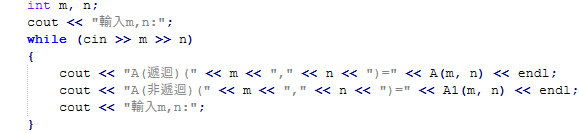 int m, n;
cout << "輸入m,n:";
while (cin >> m >> n)
{
cout << "A(遞迴)(" << m << "," << n << ")=" << A(m, n) << endl;
cout << "A(非遞迴)(" << m << "," << n << ")=" << A1(m, n) << endl;
cout << "輸入m,n:";
}